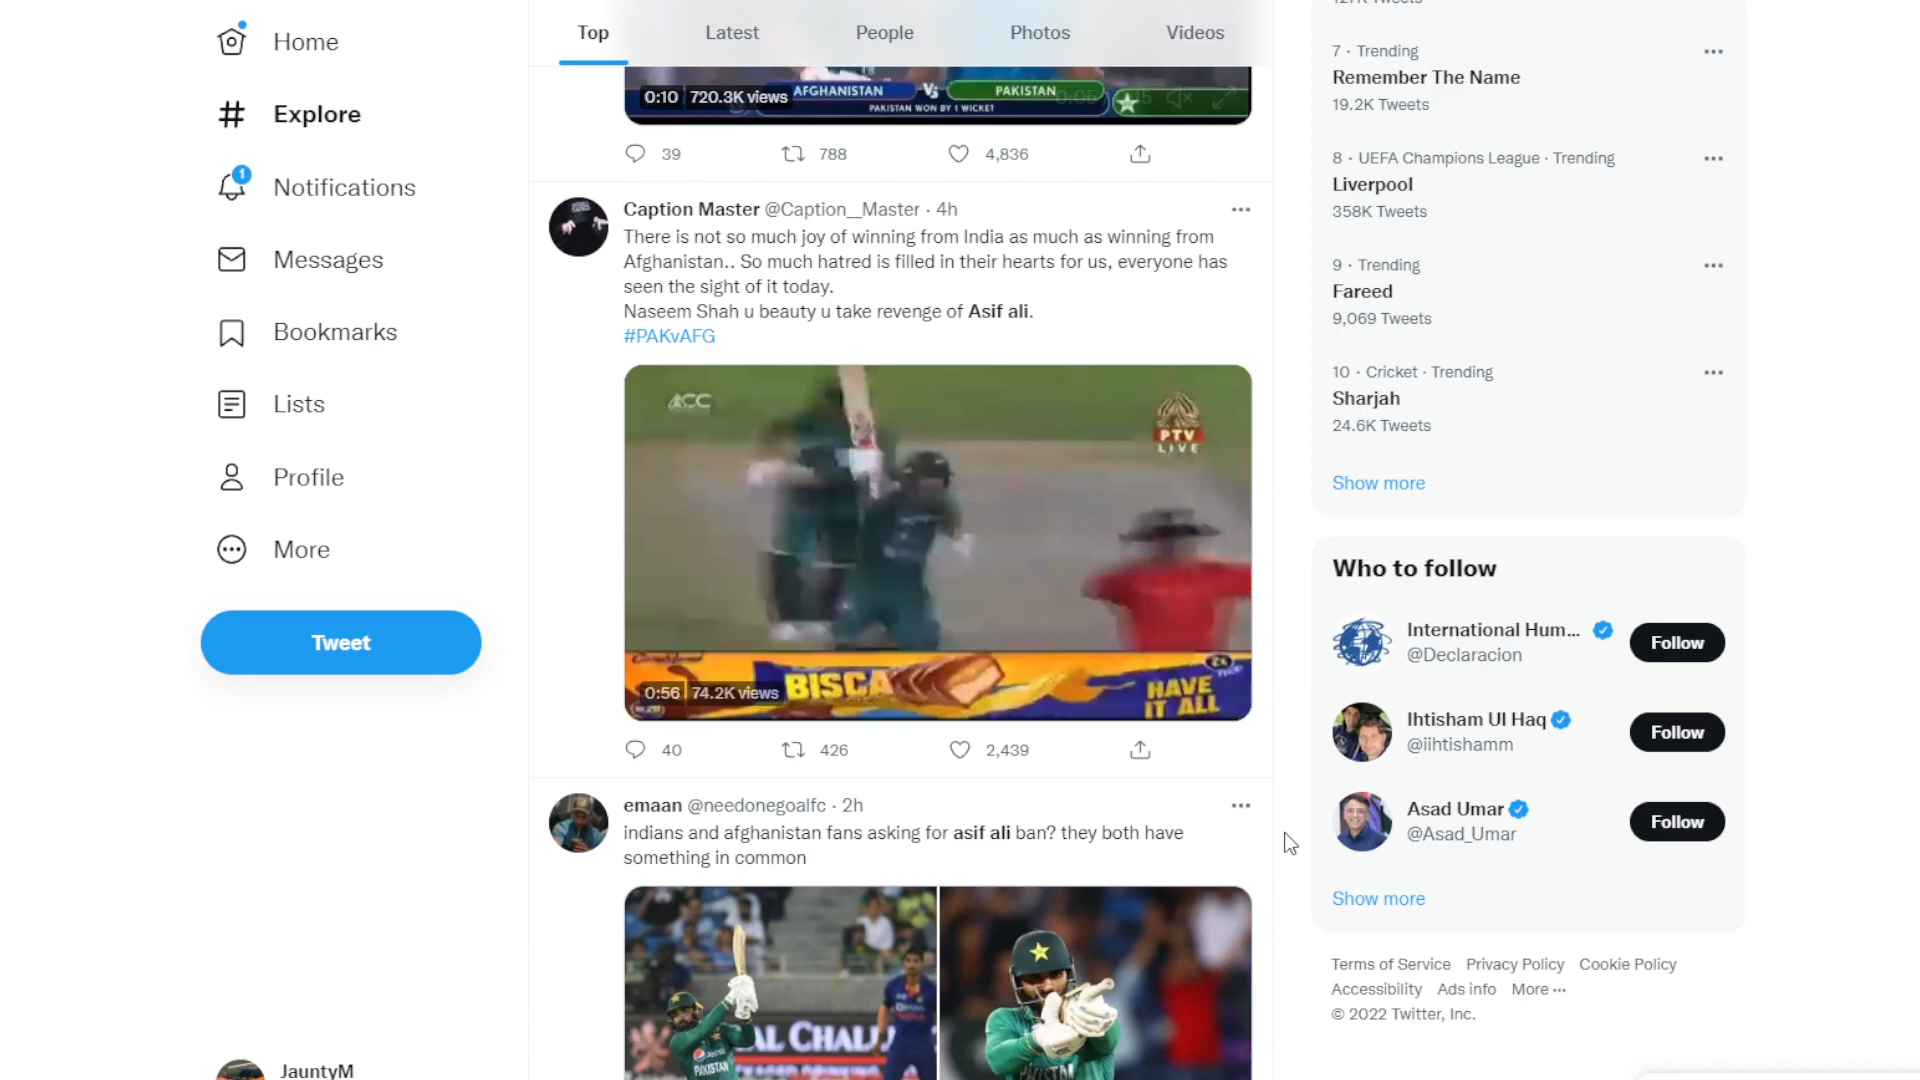 Home
Explore
1
Notifications
Messages
Bookmarks
Lists
Profile
More
Tweet
JauntyM
Top
Latest
People
Photos
Videos
AFGHANISTAN
Vs
PAKISTAN
PAKISTAN WON BY 1 WICKET
0:10
720.3K views
39
788
4,836
Caption Master @Caption__Master · 4h
There is not so much joy of winning from India as much as winning from
Afghanistan.. So much hatred is filled in their hearts for us, everyone has
seen the sight of it today.
Naseem Shah u beauty u take revenge of Asif ali.
#PAKvAFG
ACC
PTV
LIVE
BISCA
HAVE
IT ALL
0:56
74.2K views
40
426
2,439
emaan @needonegoalfc · 2h
indians and afghanistan fans asking for asif ali ban? they both have
something in common
AL CHALL
pepsi
PAKISTAN
PAKISTAN
7 · Trending
Remember The Name
19.2K Tweets
8 · UEFA Champions League · Trending
Liverpool
358K Tweets
9 · Trending
Fareed
9,069 Tweets
10 · Cricket · Trending
Sharjah
24.6K Tweets
Show more
Who to follow
International Hum...
@Declaracion
Follow
Ihtisham Ul Haq
@iihtishamm
Follow
Asad Umar
@Asad_Umar
Follow
Show more
Terms of Service Privacy Policy Cookie Policy
Accessibility Ads info More ···
© 2022 Twitter, Inc.